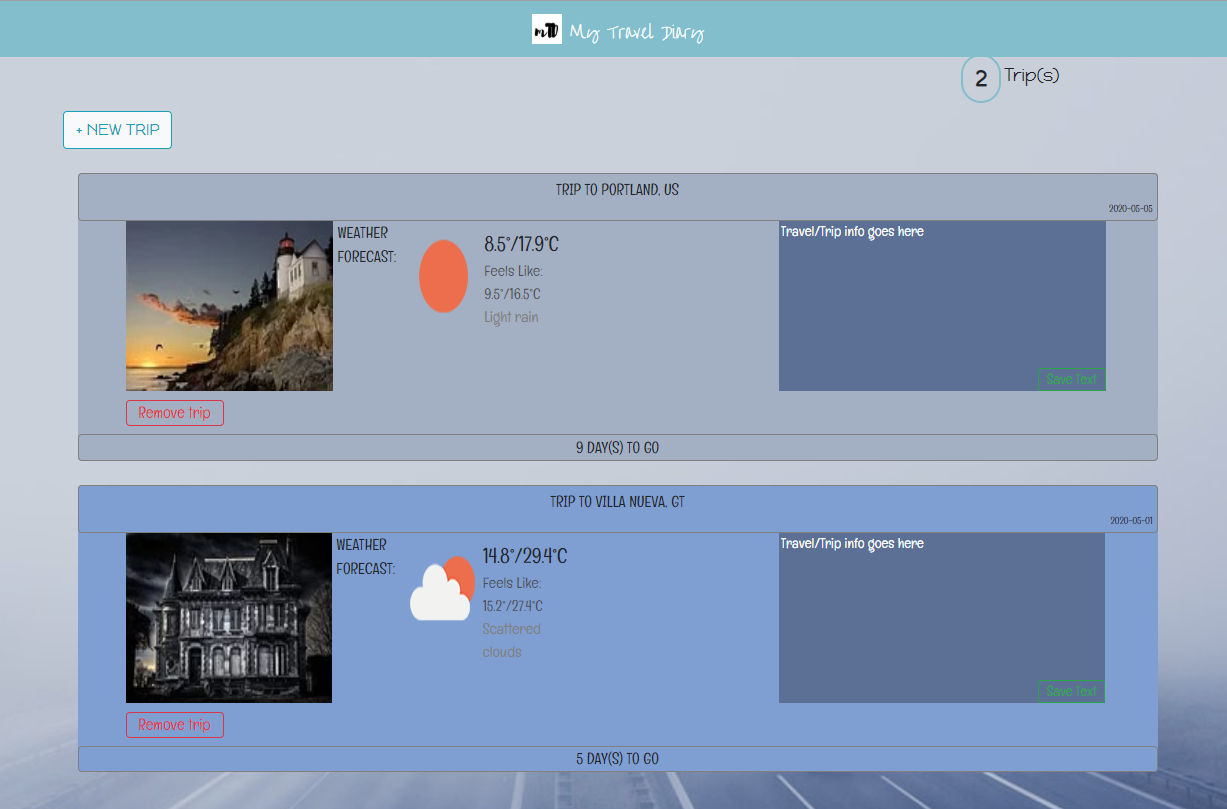 mTD My Travel Diary
2 Trip(s)
+ NEW TRIP
TRIP TO PORTLAND, US
2020-05-05
WEATHER
FORECAST:
8.5°/17.9°C
Feels Like:
9.5°/16.5°C
Light rain
Travel/Trip info goes here
Save text
Remove trip
9 DAY(S) TO GO
TRIP TO VILLA NUEVA, GT
2020-05-01
WEATHER
FORECAST:
14.8°/29.4°C
Feels Like:
15.2°/27.4°C
Scattered
clouds
Travel/Trip info goes here
Save text
Remove trip
5 DAY(S) TO GO